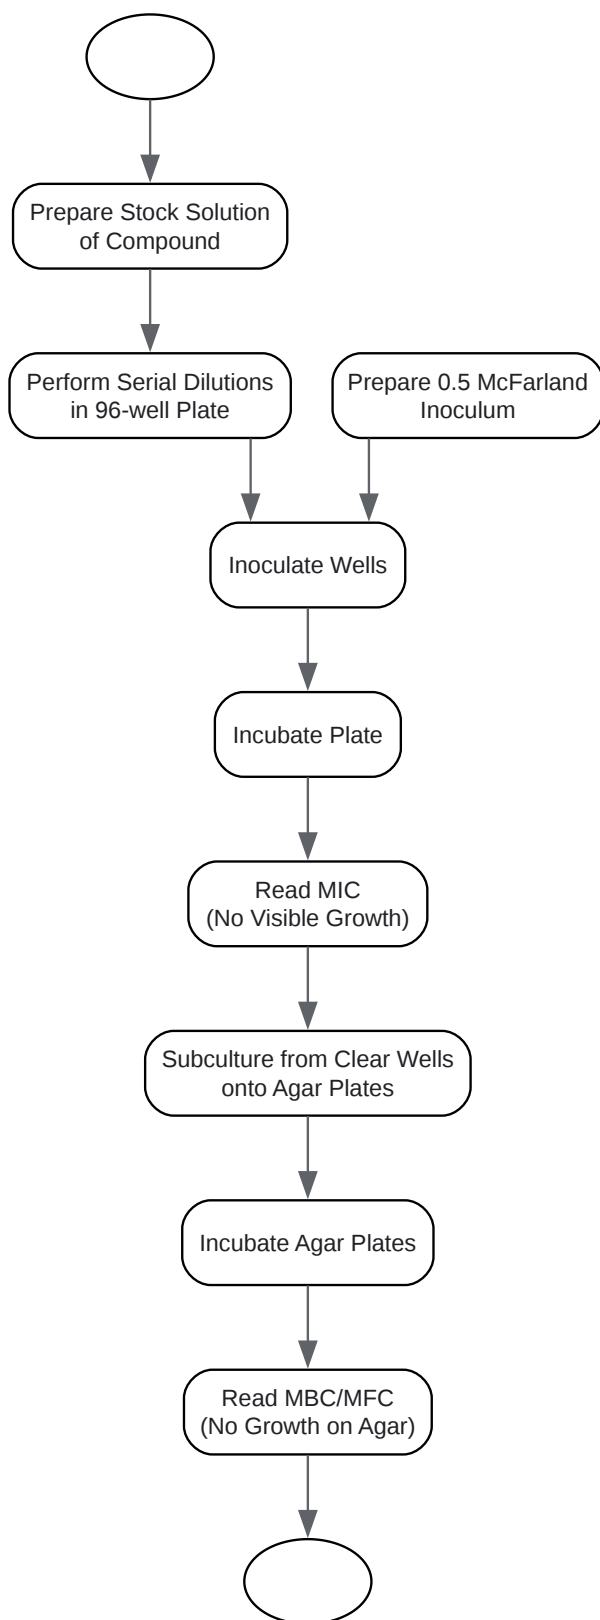 Prepare Stock Solution
of Compound
Perform Serial Dilutions
in 96-well Plate
Prepare 0.5 McFarland
Inoculum
Inoculate Wells
Incubate Plate
Read MIC
(No Visible Growth)
Subculture from Clear Wells
onto Agar Plates
Incubate Agar Plates
Read MBC/MFC
(No Growth on Agar)